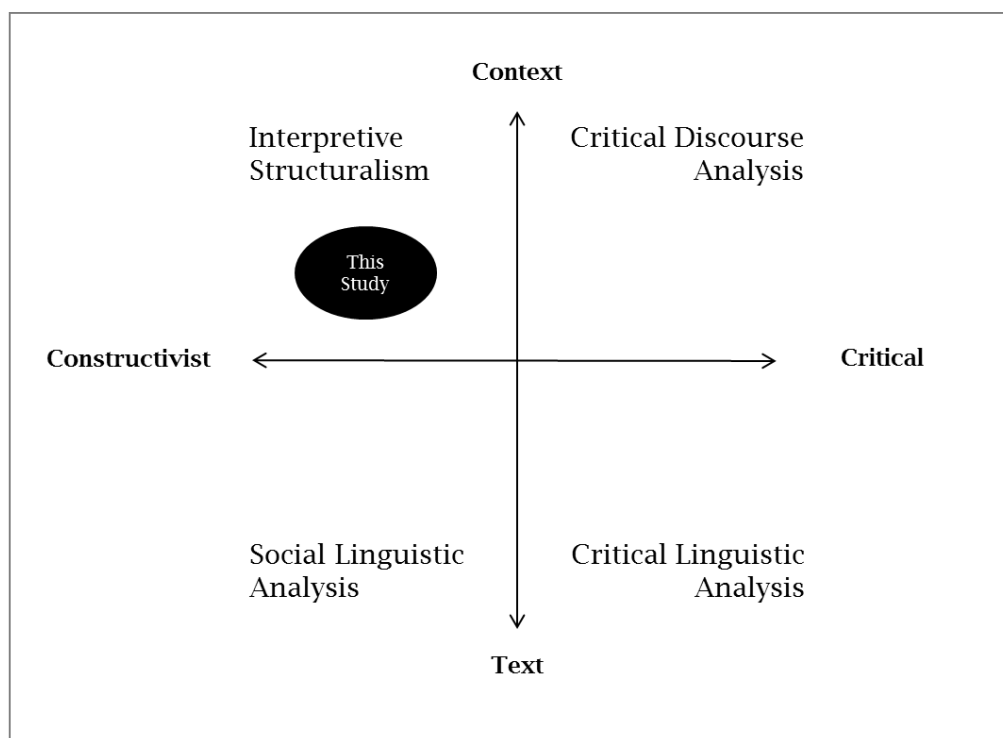 Context
Interpretive
Structuralism
Critical Discourse
Analysis
This
Study
Constructivist
Critical
Social Linguistic
Analysis
Critical Linguistic
Analysis
Text